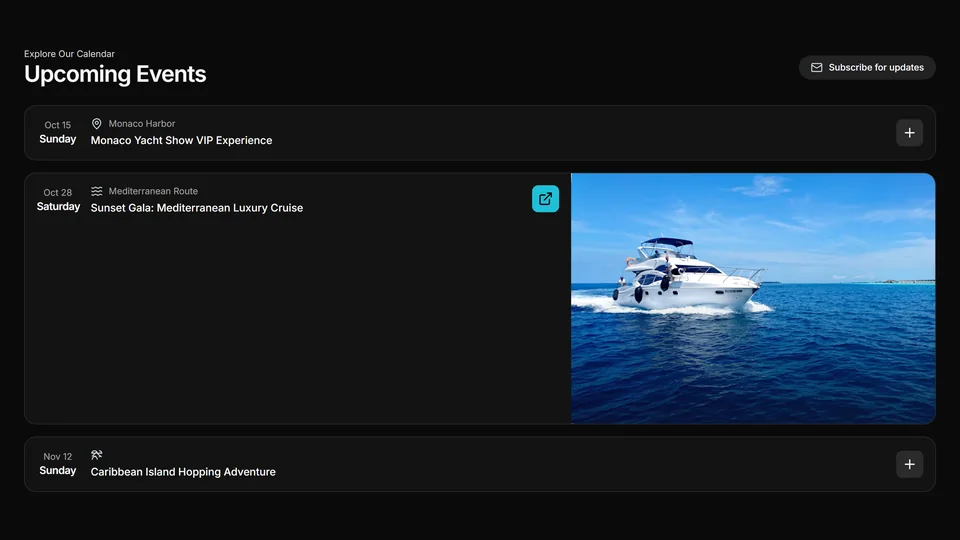 Explore Our Calendar
Upcoming Events
Subscribe for updates
Oct 15
Sunday
Monaco Harbor
Monaco Yacht Show VIP Experience
Oct 28
Saturday
Mediterranean Route
Sunset Gala: Mediterranean Luxury Cruise
Nov 12
Sunday
Caribbean Island Hopping Adventure